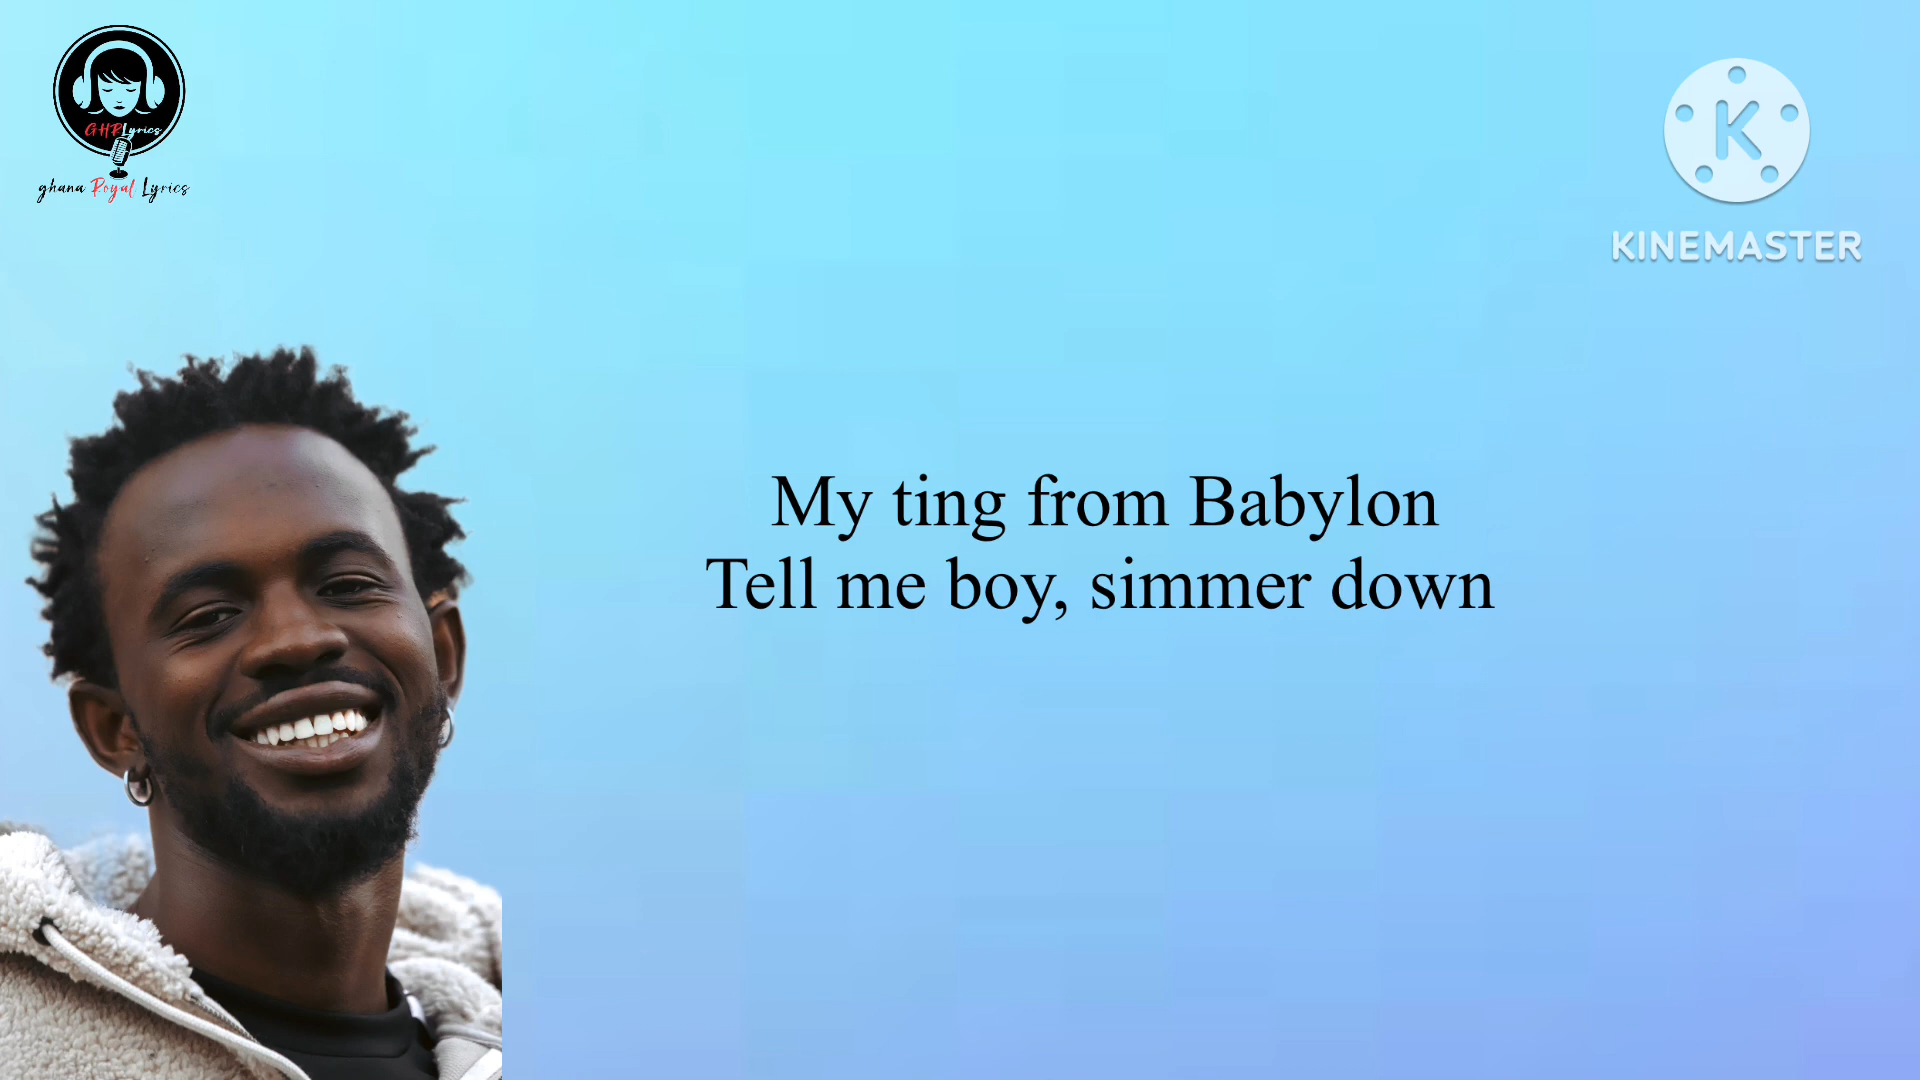 GHRLyrics
ghana Royal Lyrics
K
KINEMASTER
My ting from Babylon
Tell me boy, simmer down